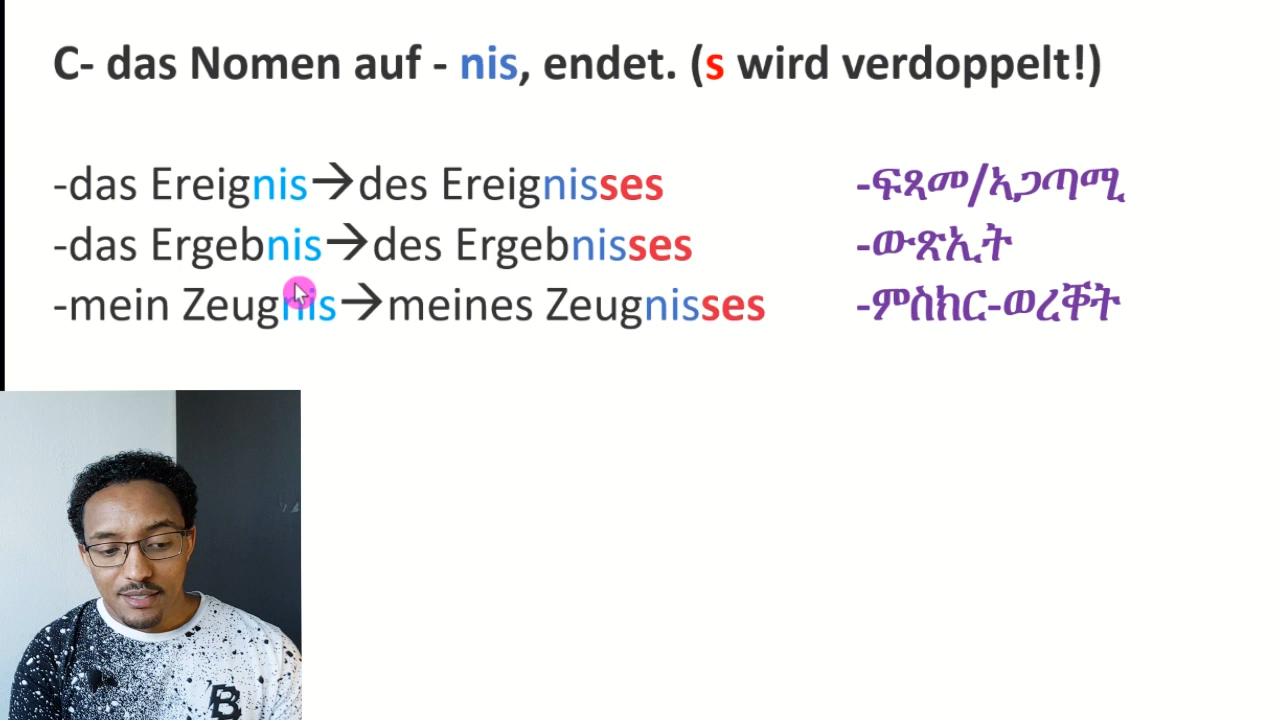 C- das Nomen auf - nis, endet. (s wird verdoppelt!)
-das Ereignis→des Ereignisses -ፍጻመ/ኣጋጣሚ
-das Ergebnis→des Ergebnisses -ውጽኢት
-mein Zeugnis→meines Zeugnisses -ምስክር-ወረቐት
B